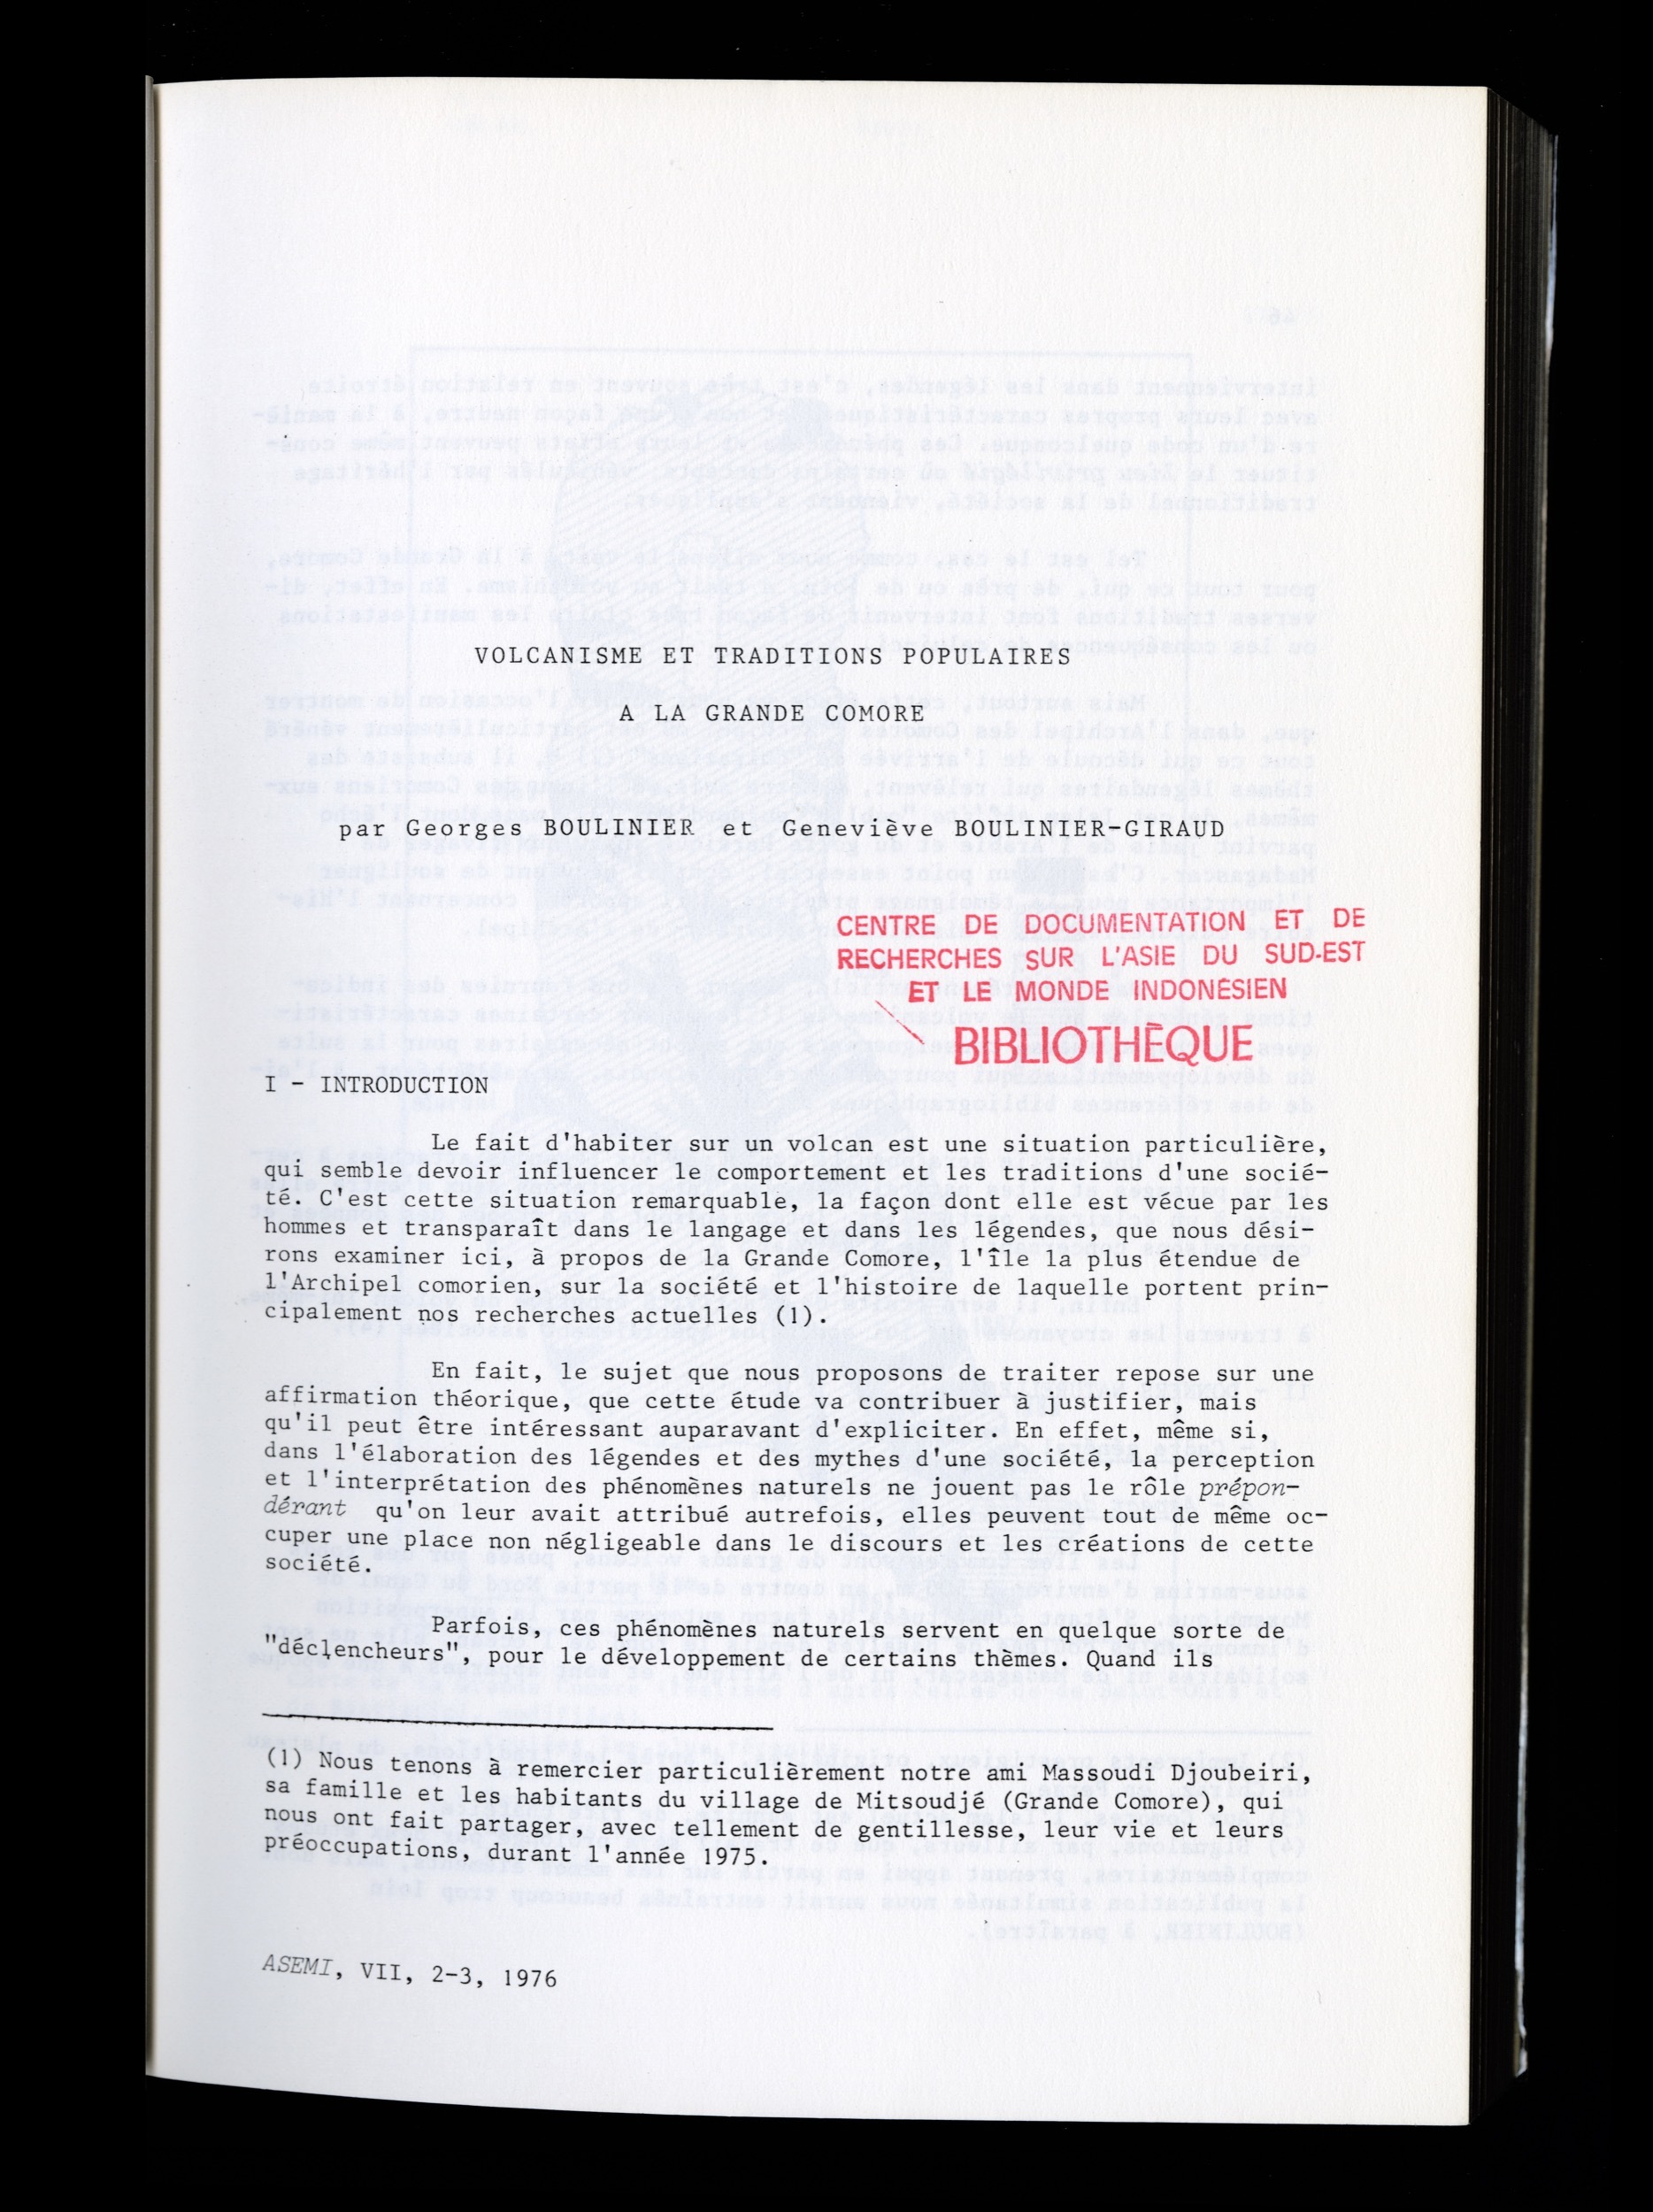 VOLCANISME ET TRADITIONS POPULAIRES
A LA GRANDE COMORE
par Georges BOULINIER et Geneviève BOULINIER-GIRAUD
CENTRE DE DOCUMENTATION ET DE
RECHERCHES SUR L'ASIE DU SUD-EST
ET LE MONDE INDONÉSIEN
BIBLIOTHÈQUE
I - INTRODUCTION
Le fait d'habiter sur un volcan est une situation particulière,
qui semble devoir influencer le comportement et les traditions d'une socié-
té. C'est cette situation remarquable, la façon dont elle est vécue par les
hommes et transparaît dans le langage et dans les légendes, que nous dési-
rons examiner ici, à propos de la Grande Comore, l'île la plus étendue de
l'Archipel comorien, sur la société et l'histoire de laquelle portent prin-
cipalement nos recherches actuelles (1).
En fait, le sujet que nous proposons de traiter repose sur une
affirmation théorique, que cette étude va contribuer à justifier, mais
qu'il peut être intéressant auparavant d'expliciter. En effet, même si,
dans l'élaboration des légendes et des mythes d'une société, la perception
et l'interprétation des phénomènes naturels ne jouent pas le rôle prépon-
dérant qu'on leur avait attribué autrefois, elles peuvent tout de même oc-
cuper une place non négligeable dans le discours et les créations de cette
société.
Parfois, ces phénomènes naturels servent en quelque sorte de
"déclencheurs", pour le développement de certains thèmes. Quand ils
(1) Nous tenons à remercier particulièrement notre ami Massoudi Djoubeiri,
sa famille et les habitants du village de Mitsoudjé (Grande Comore), qui
nous ont fait partager, avec tellement de gentillesse, leur vie et leurs
préoccupations, durant l'année 1975.
ASEMI, VII, 2-3, 1976